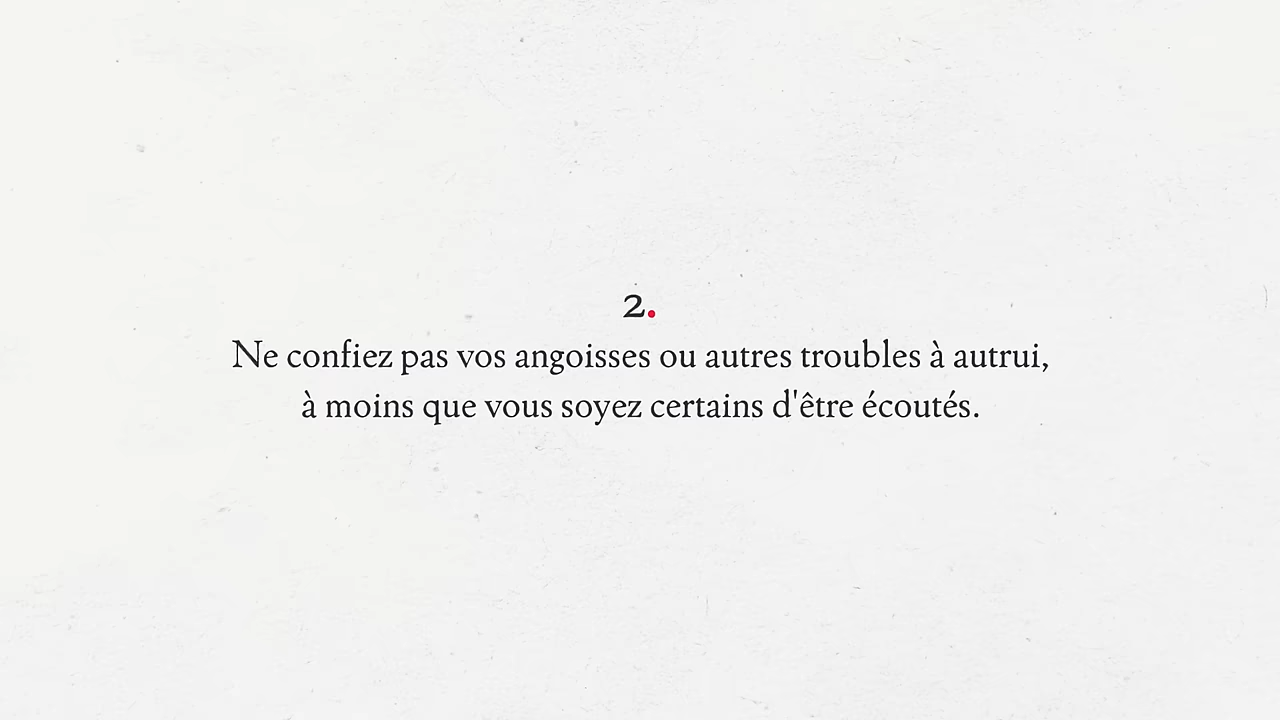 2.
Ne confiez pas vos angoisses ou autres troubles à autrui,
à moins que vous soyez certains d'être écoutés.